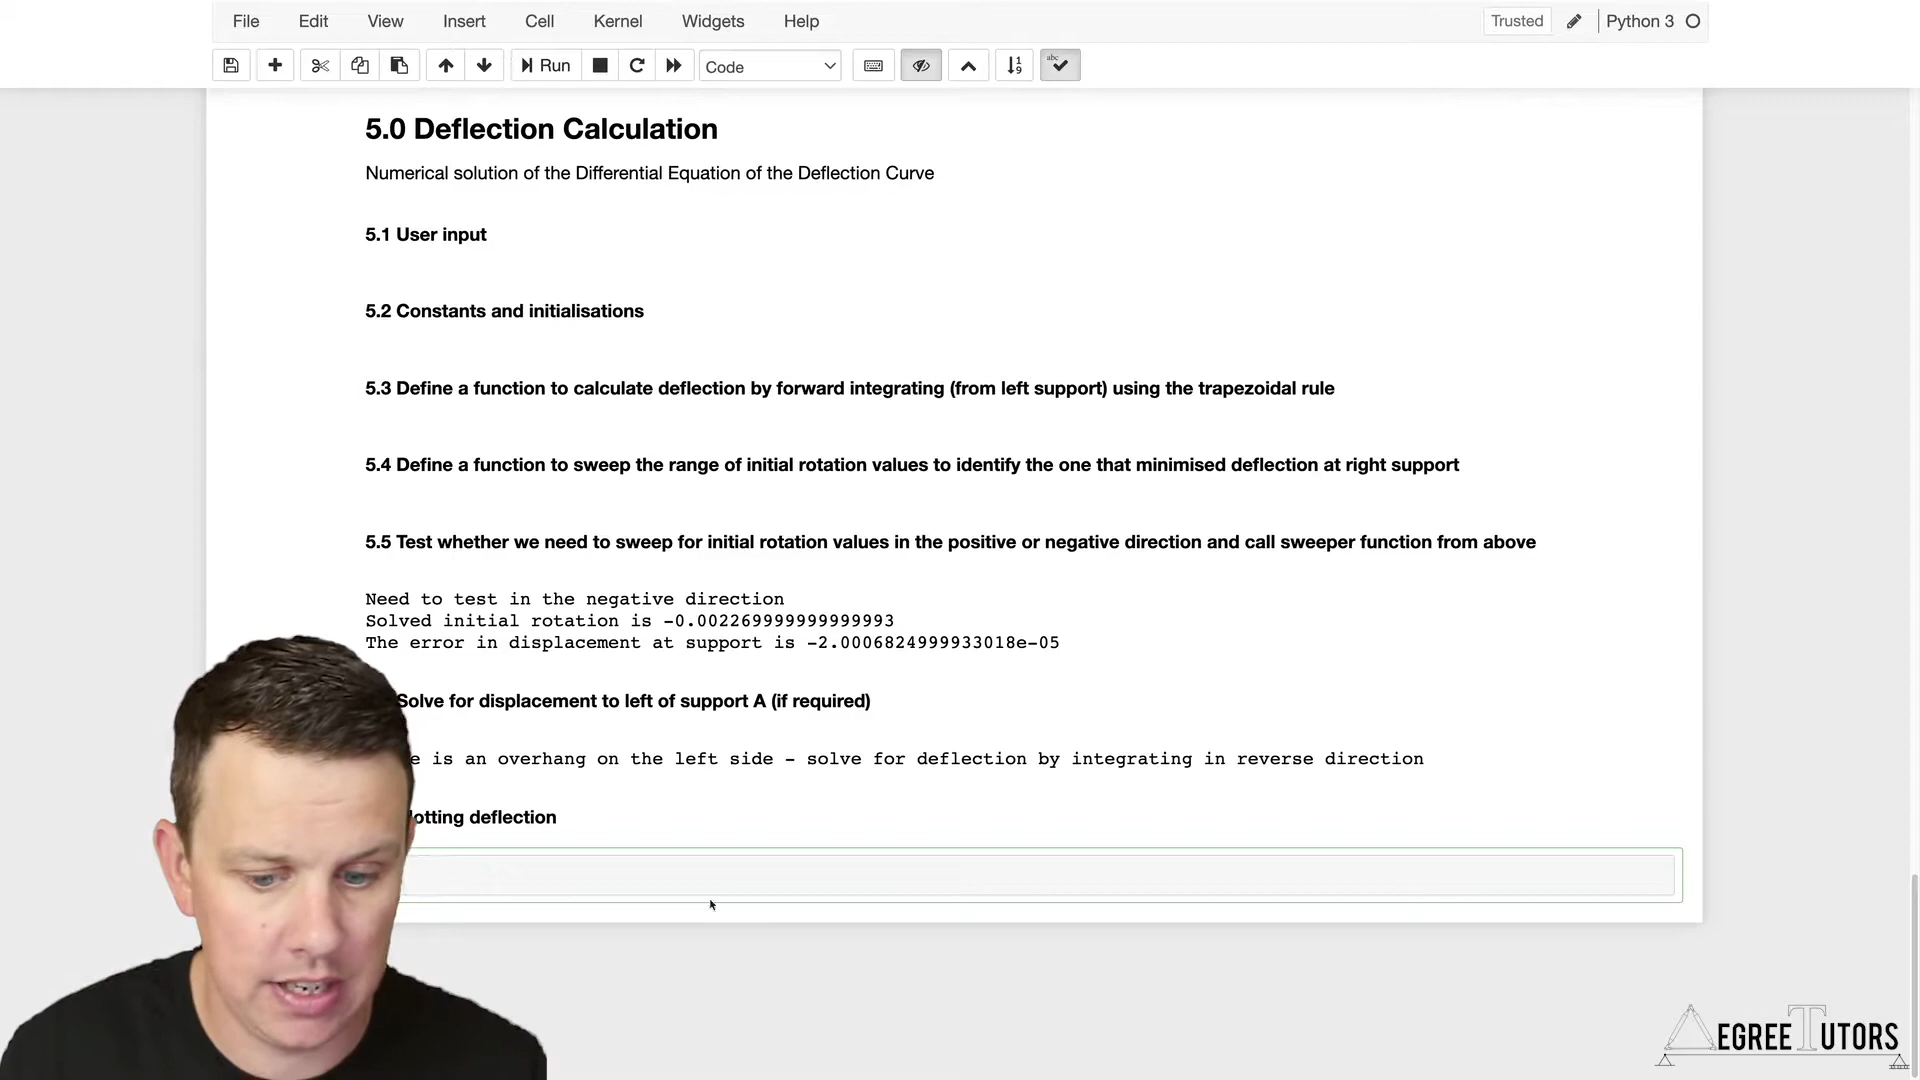 File Edit View Insert Cell Kernel Widgets Help Trusted Python 3
Run Code
5.0 Deflection Calculation
Numerical solution of the Differential Equation of the Deflection Curve
5.1 User input
5.2 Constants and initialisations
5.3 Define a function to calculate deflection by forward integrating (from left support) using the trapezoidal rule
5.4 Define a function to sweep the range of initial rotation values to identify the one that minimised deflection at right support
5.5 Test whether we need to sweep for initial rotation values in the positive or negative direction and call sweeper function from above
Need to test in the negative direction
Solved initial rotation is -0.002269999999999993
The error in displacement at support is -2.0006824999933018e-05
Solve for displacement to left of support A (if required)
is an overhang on the left side - solve for deflection by integrating in reverse direction
deflection
DEGREE TUTORS